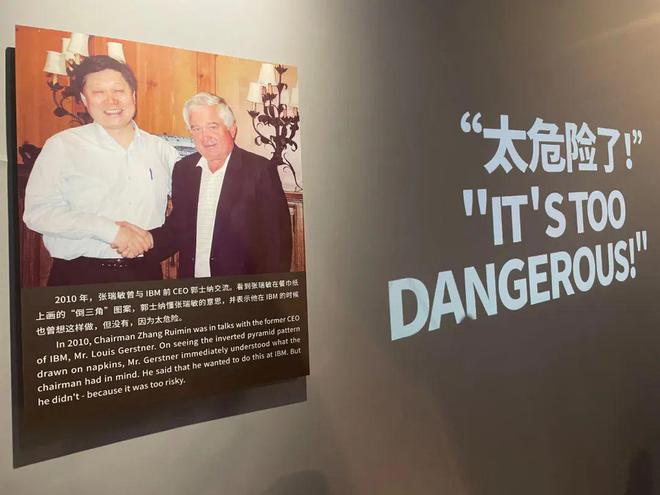 2010 年，张瑞敏曾与 IBM 前 CEO 郭士纳交流。看到张瑞敏在餐巾纸
上画的“倒三角”图案，郭士纳懂张瑞敏的意思，并表示他在 IBM 的时候
也曾想这样做，但没有，因为太危险。
In 2010, Chairman Zhang Ruimin was in talks with the former CEO
of IBM, Mr. Louis Gerstner. On seeing the inverted pyramid pattern
drawn on napkins, Mr. Gerstner immediately understood what the
chairman had in mind. He said that he wanted to do this at IBM. But
he didn't - because it was too risky.
“太危险了！”
"IT'S TOO
DANGEROUS!"